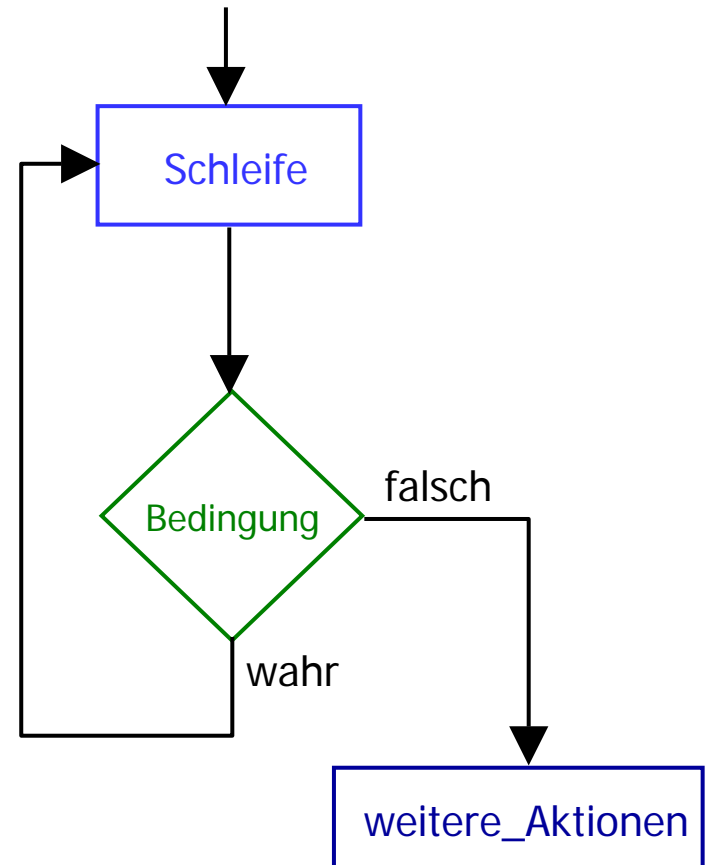 Schleife
Bedingung
falsch
wahr
weitere_Aktionen